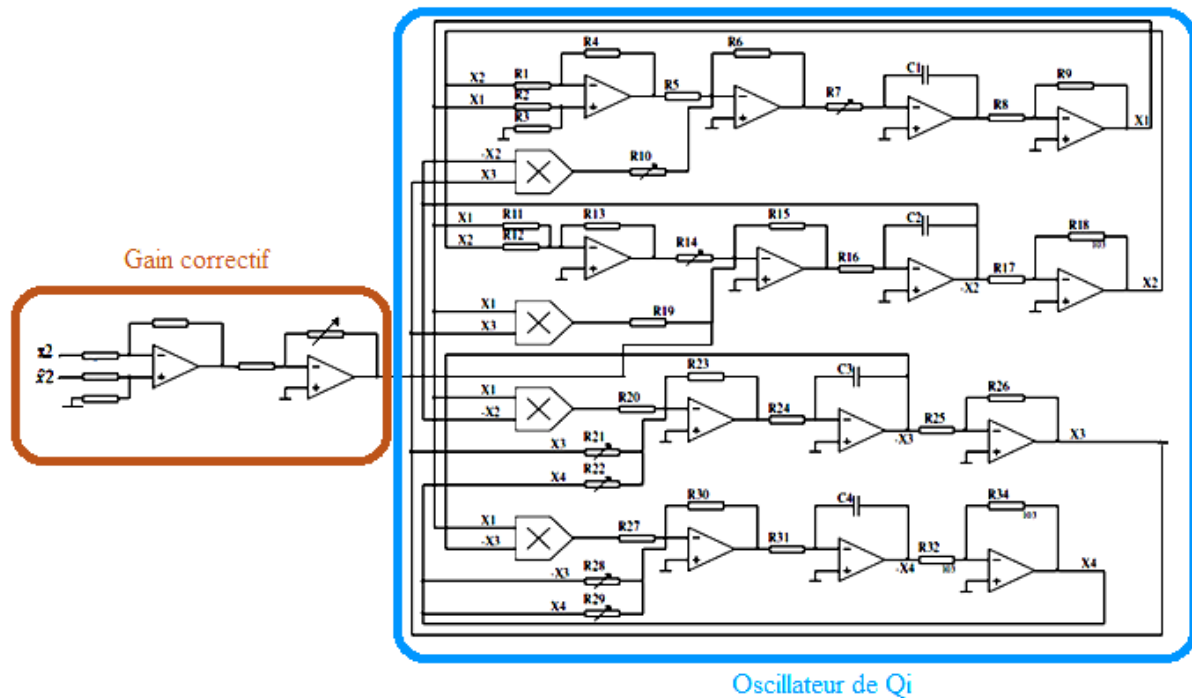 R4
R6
C1
R9
X2 R1
X1 R2
R3
R5
R7
R8
X1
-X2
X3
R10
X1 R11
X2 R12
R13
R14
R15
C2
R16
-X2
R17
R18
103
X2
Gain correctif
X1
X3
R19
x2
x̂2
X1
-X2
R20
R23
C3
R24
-X3
R25
R26
X3
X3 R21
X4 R22
X1
-X3
R27
R30
C4
R31
-X4
R32
103
R34
103
X4
-X3 R28
X4 R29
Oscillateur de Qi